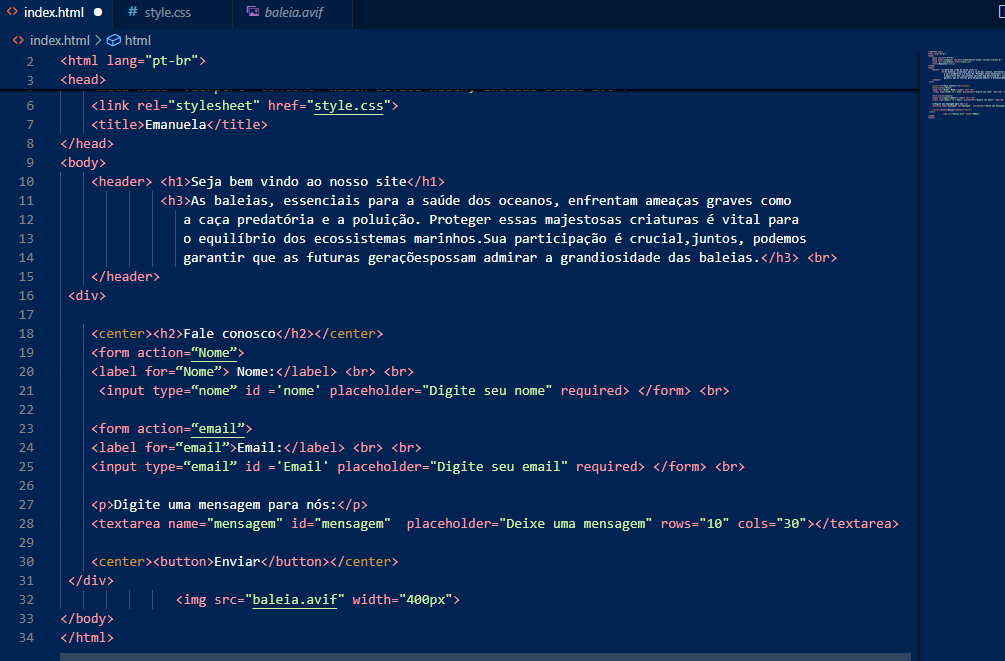 index.html
style.css
baleia.avif
index.html > html
2 <html lang="pt-br">
3 <head>
6 <link rel="stylesheet" href="style.css">
7 <title>Emanuela</title>
8 </head>
9 <body>
10 <header> <h1>Seja bem vindo ao nosso site</h1>
11 <h3>As baleias, essenciais para a saúde dos oceanos, enfrentam ameaças graves como
12 a caça predatória e a poluição. Proteger essas majestosas criaturas é vital para
13 o equilíbrio dos ecossistemas marinhos.Sua participação é crucial,juntos, podemos
14 garantir que as futuras geraçõespossam admirar a grandiosidade das baleias.</h3> <br>
15 </header>
16 <div>
17
18 <center><h2>Fale conosco</h2></center>
19 <form action=“Nome”>
20 <label for=“Nome”> Nome:</label> <br> <br>
21 <input type=“nome” id ='nome' placeholder="Digite seu nome" required> </form> <br>
22
23 <form action=“email”>
24 <label for=“email”>Email:</label> <br> <br>
25 <input type=“email” id ='Email' placeholder="Digite seu email" required> </form> <br>
26
27 <p>Digite uma mensagem para nós:</p>
28 <textarea name="mensagem" id="mensagem"  placeholder="Deixe uma mensagem" rows="10" cols="30"></textarea>
29
30 <center><button>Enviar</button></center>
31 </div>
32 <img src="baleia.avif" width="400px">
33 </body>
34 </html>